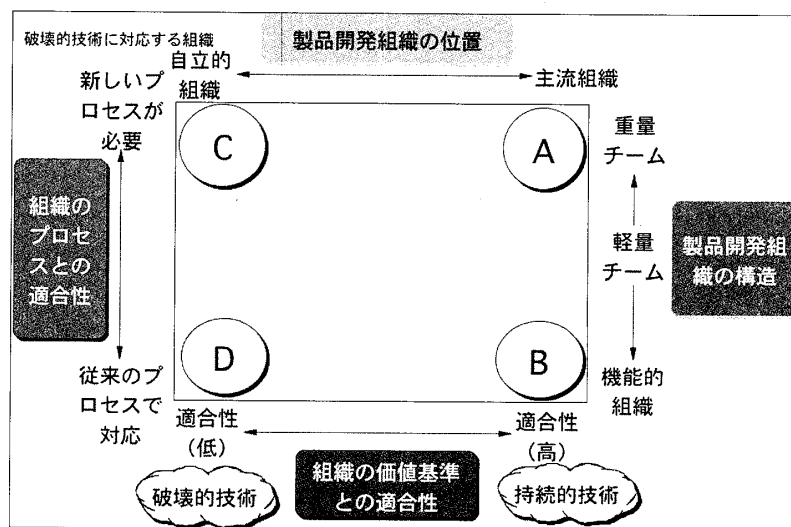 破壊的技術に対応する組織
製品開発組織の位置
自立的
組織
主流組織
新しいプ
ロセスが
必要
C
A
重量
チーム
組織の
プロセ
スとの
適合性
軽量
チーム
製品開発組
織の構造
D
B
従来のプ
ロセスで
対応
機能的
組織
適合性
(低)
適合性
(高)
組織の価値基準
との適合性
破壊的技術
持続的技術